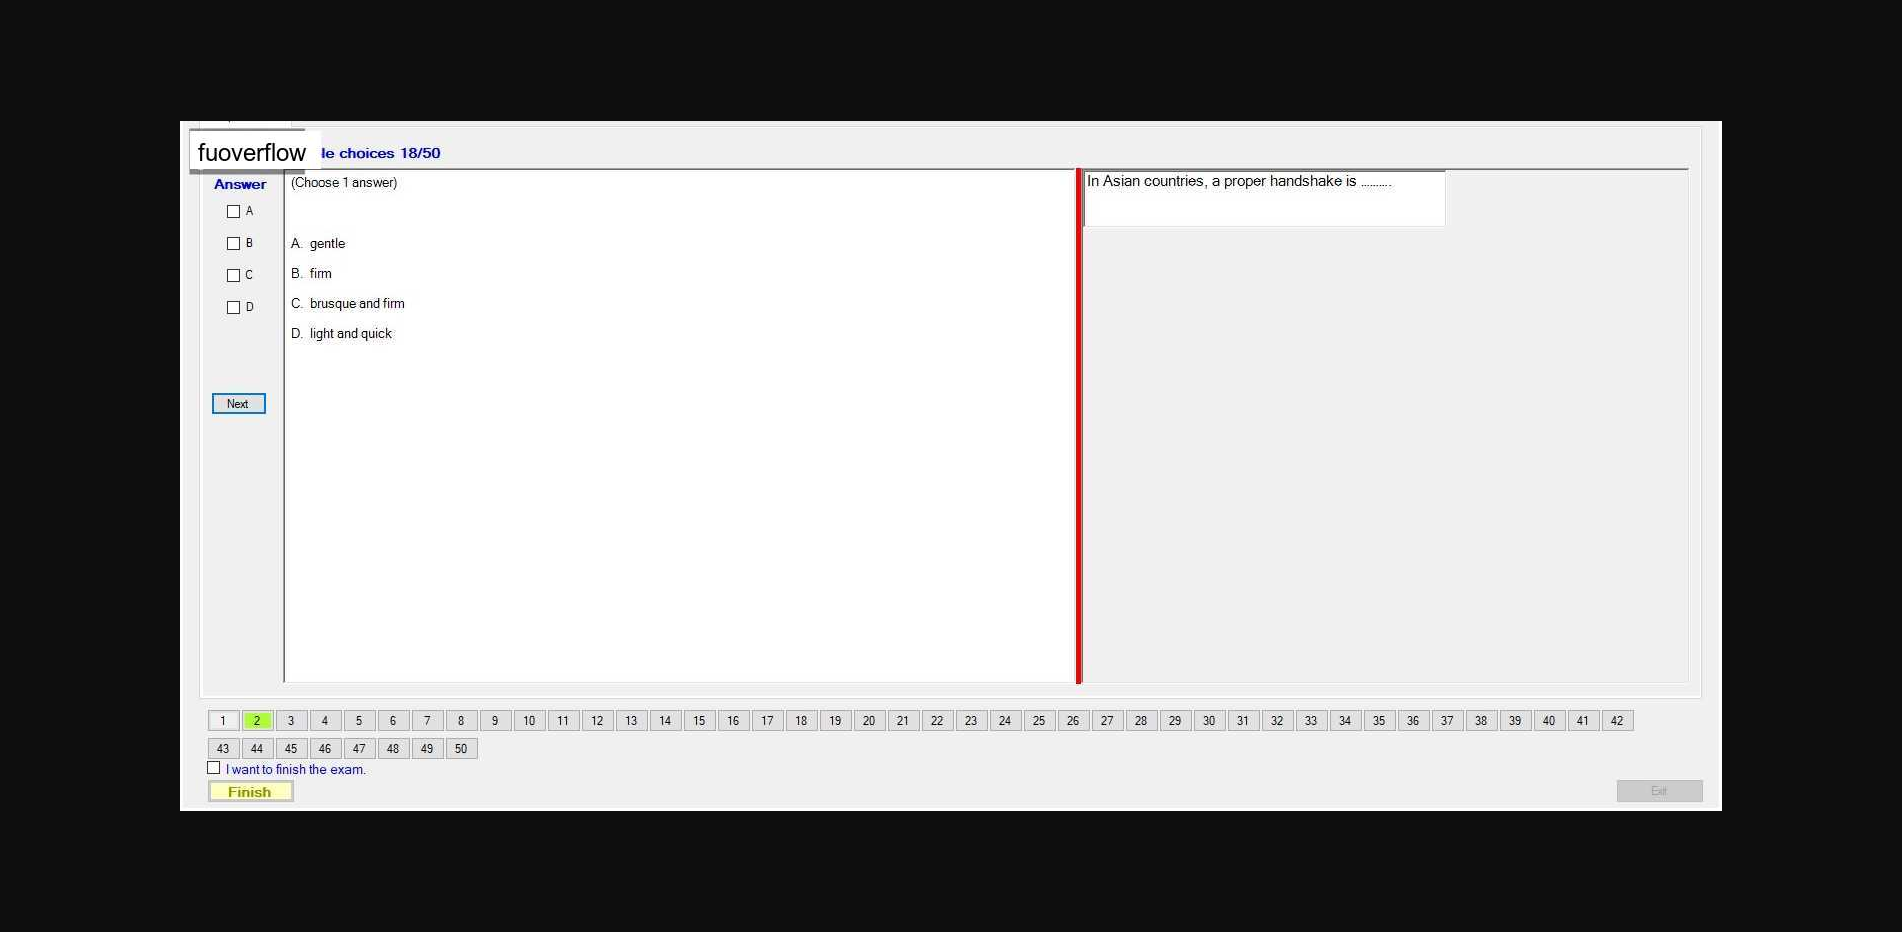 fuoverflow
le choices 18/50
Answer
(Choose 1 answer)
In Asian countries, a proper handshake is ..........
A
B
C
D
A. gentle
B. firm
C. brusque and firm
D. light and quick
Next
1 2 3 4 5 6 7 8 9 10 11 12 13 14 15 16 17 18 19 20 21 22 23 24 25 26 27 28 29 30 31 32 33 34 35 36 37 38 39 40 41 42
43 44 45 46 47 48 49 50
I want to finish the exam.
Finish
Exit